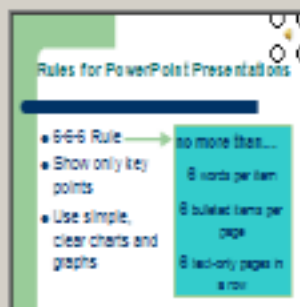 Rules for PowerPoint Presentations
6-6-6 Rule
Show only key
points
Use simple,
clear charts and
graphs
no more than...
6 words per item
6 bulleted items per
page
6 text-only pages in
a row